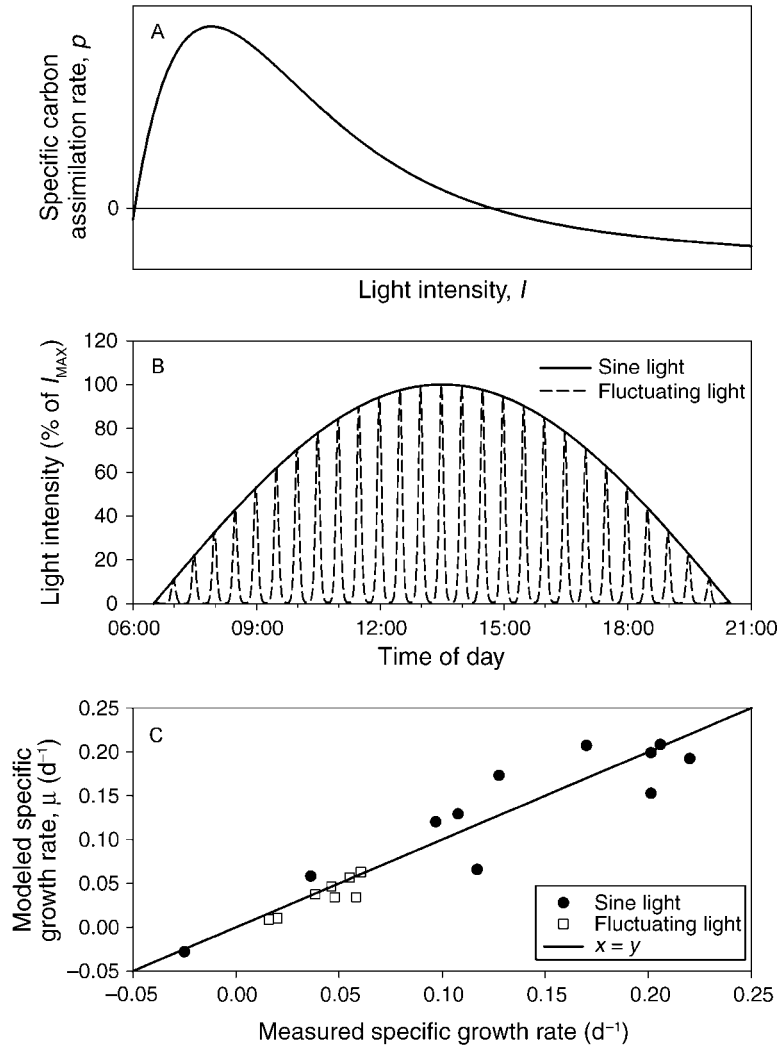 A
Specific carbon
assimilation rate, p
0
Light intensity, I
B
Light intensity (% of I_MAX)
120
100
80
60
40
20
0
Sine light
Fluctuating light
06:00 09:00 12:00 15:00 18:00 21:00
Time of day
C
Modeled specific
growth rate, μ (d⁻¹)
0.25
0.20
0.15
0.10
0.05
0.00
−0.05
Sine light
Fluctuating light
x = y
−0.05 0.00 0.05 0.10 0.15 0.20 0.25
Measured specific growth rate (d⁻¹)